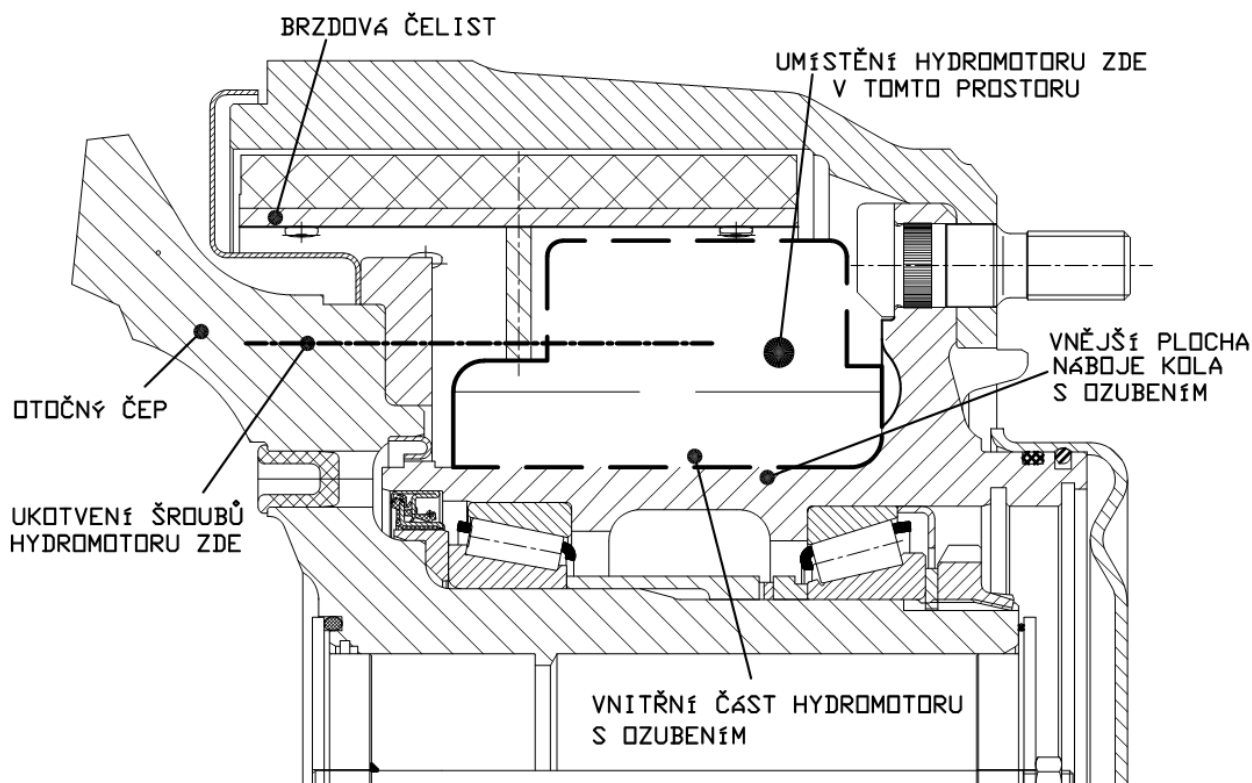 BRZDOVÁ ČELIST
UMÍSTĚNÍ HYDROMOTORU ZDE
V TOMTO PROSTORU
VNĚJŠÍ PLOCHA
NÁBOJE KOLA
S OZUBENÍM
OTOČNÝ ČEP
UKOTVENÍ ŠROUBŮ
HYDROMOTORU ZDE
VNITŘNÍ ČÁST HYDROMOTORU
S OZUBENÍM